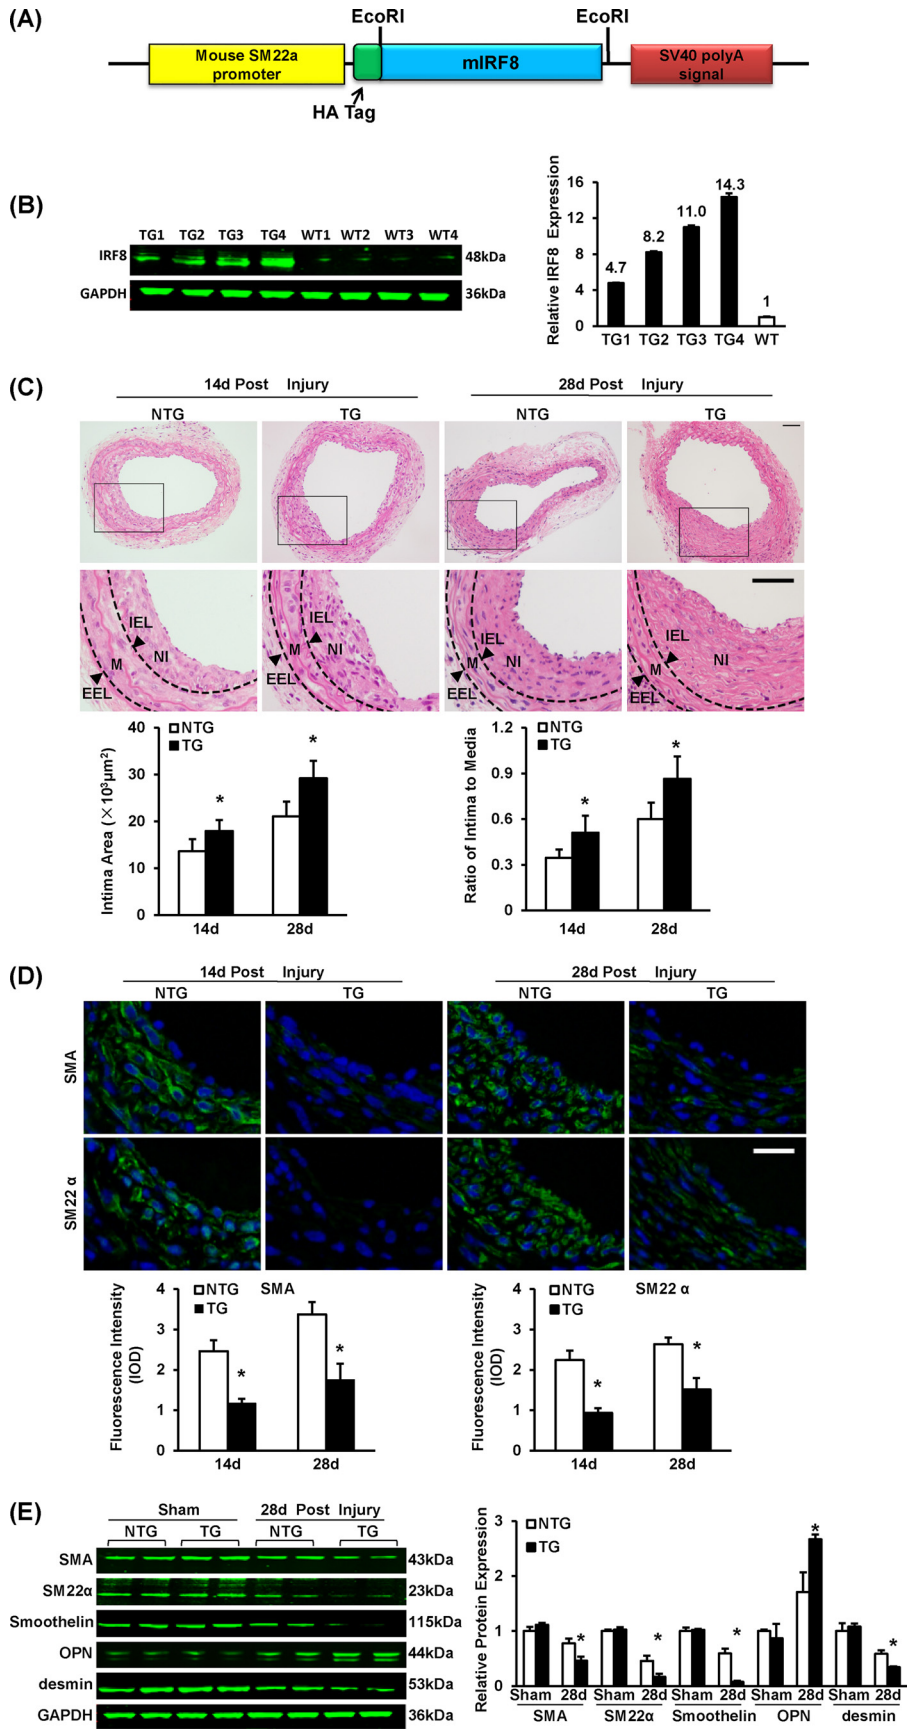 (A)
EcoRI EcoRI
Mouse SM22a promoter
mIRF8
SV40 polyA signal
HA Tag
(B)
TG1 TG2 TG3 TG4 WT1 WT2 WT3 WT4
IRF8 48kDa
GAPDH 36kDa
Relative IRF8 Expression
16
12
8
4
0
4.7 8.2 11.0 14.3 1
TG1 TG2 TG3 TG4 WT
(C)
14d Post Injury 28d Post Injury
NTG TG NTG TG
IEL M NI EEL
IEL M NI EEL
IEL M NI EEL
IEL M NI EEL
Intima Area (×10³μm²)
40
30
20
10
0
NTG
TG
* *
14d 28d
Ratio of Intima to Media
1.2
0.9
0.6
0.3
0
NTG
TG
* *
14d 28d
(D)
14d Post Injury 28d Post Injury
NTG TG NTG TG
SMA
SM22 α
Fluorescence Intensity
(IOD)
4
3
2
1
0
NTG SMA
TG
* *
14d 28d
Fluorescence Intensity
(IOD)
4
3
2
1
0
NTG SM22 α
TG
* *
14d 28d
(E)
Sham 28d Post Injury
NTG TG NTG TG
SMA 43kDa
SM22α 23kDa
Smoothelin 115kDa
OPN 44kDa
desmin 53kDa
GAPDH 36kDa
Relative Protein Expression
3
2
1
0
NTG
TG
* * * * *
Sham 28d Sham 28d Sham 28d Sham 28d Sham 28d
SMA SM22α Smoothelin OPN desmin